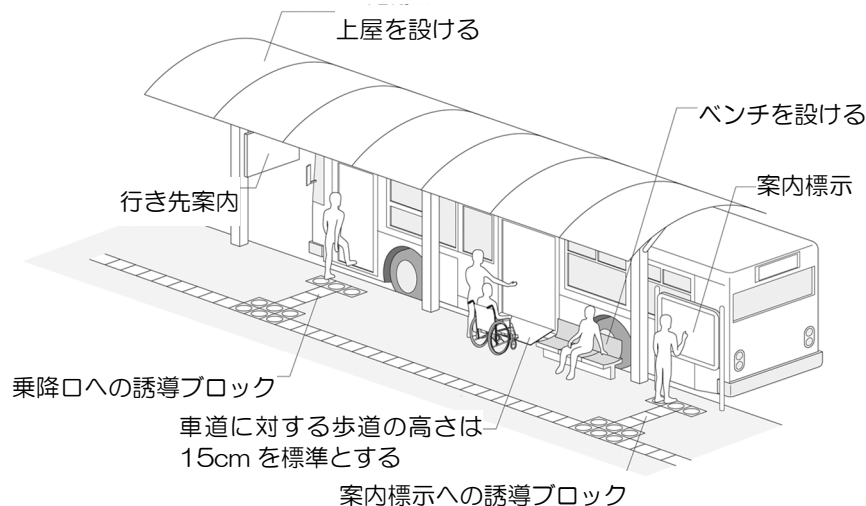 上屋を設ける
ベンチを設ける
案内標示
行き先案内
乗降口への誘導ブロック
車道に対する歩道の高さは
15cm を標準とする
案内標示への誘導ブロック